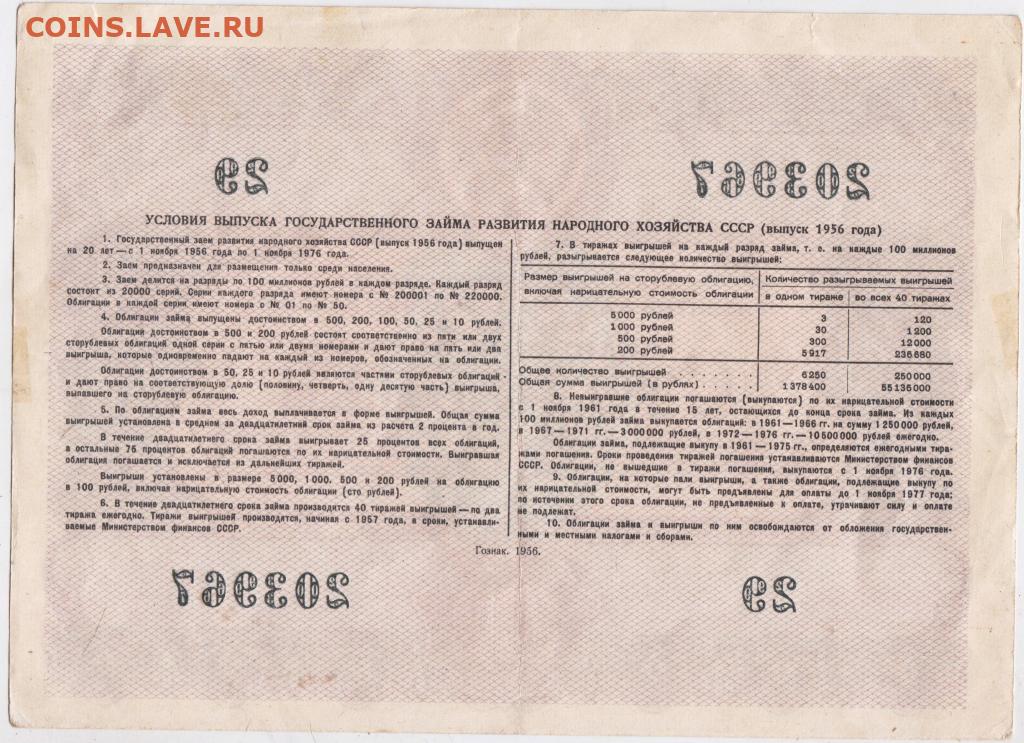 COINS.LAVE.RU
29 203967
УСЛОВИЯ ВЫПУСКА ГОСУДАРСТВЕННОГО ЗАЙМА РАЗВИТИЯ НАРОДНОГО ХОЗЯЙСТВА СССР (выпуск 1956 года)
1. Государственный заем развития народного хозяйства СССР (выпуск 1956 года) выпущен
на 20 лет — с 1 ноября 1956 года по 1 ноября 1976 года.
2. Заем предназначен для размещения только среди населения.
3. Заем делится на разряды по 100 миллионов рублей в каждом разряде. Каждый разряд
состоит из 20000 серий. Серии каждого разряда имеют номера с № 200001 по № 220000.
Облигации в каждой серии имеют номера с № 01 по № 50.
4. Облигации займа выпущены достоинством в 500, 200, 100, 50, 25 и 10 рублей.
Облигации достоинством в 500 и 200 рублей состоят соответственно из пяти или двух
сторублевых облигаций одной серии с пятью или двумя номерами и дают право на пять или два
выигрыша, которые одновременно падают на каждый из номеров, обозначенных на облигации.
Облигации достоинством в 50, 25 и 10 рублей являются частями сторублевых облигаций
и дают право на соответствующую долю (половину, четверть, одну десятую часть) выигрыша,
выпавшего на сторублевую облигацию.
5. По облигациям займа весь доход выплачивается в форме выигрышей. Общая сумма
выигрышей установлена в среднем за двадцатилетний срок займа из расчета 2 процента в год.
В течение двадцатилетнего срока займа выигрывает 25 процентов всех облигаций,
а остальные 75 процентов облигаций погашаются по их нарицательной стоимости. Выигравшая
облигация погашается и исключается из дальнейших тиражей.
Выигрыши установлены в размере 5000, 1000, 500 и 200 рублей на облигацию
в 100 рублей, включая нарицательную стоимость облигации (сто рублей).
6. В течение двадцатилетнего срока займа производится 40 тиражей выигрышей — по два
тиража ежегодно. Тиражи выигрышей производятся, начиная с 1957 года, в сроки, устанавли-
ваемые Министерством финансов СССР.
7. В тиражах выигрышей на каждый разряд займа, т. е. на каждые 100 миллионов
рублей, разыгрывается следующее количество выигрышей:
Размер выигрышей на сторублевую облигацию, Количество разыгрываемых выигрышей
включая нарицательную стоимость облигации в одном тираже во всех 40 тиражах
5000 рублей 3 120
1000 рублей 30 1200
500 рублей 300 12000
200 рублей 5917 236680
Общее количество выигрышей . . . . . . . . 6250 250000
Общая сумма выигрышей (в рублях) . . . . . 1378400 55136000
8. Невыигравшие облигации погашаются (выкупаются) по их нарицательной стоимости
с 1 ноября 1961 года в течение 15 лет, остающихся до конца срока займа. Из каждых
100 миллионов рублей займа выкупается облигаций: в 1961—1966 гг. на сумму 1250000 рублей,
в 1967—1971 гг.—3000000 рублей, в 1972—1976 гг.—10500000 рублей ежегодно.
Облигации займа, подлежащие выкупу в 1961—1975 гг., определяются ежегодными тира-
жами погашения. Сроки проведения тиражей погашения устанавливаются Министерством финансов
СССР. Облигации, не вышедшие в тиражи погашения, выкупаются с 1 ноября 1976 года.
9. Облигации, на которые пали выигрыши, а также облигации, подлежащие выкупу по
их нарицательной стоимости, могут быть предъявлены для оплаты до 1 ноября 1977 года;
по истечении этого срока облигации, не предъявленные к оплате, утрачивают силу и оплате
не подлежат.
10. Облигации займа и выигрыши по ним освобождаются от обложения государствен-
ными и местными налогами и сборами.
Гознак. 1956.
203967 29